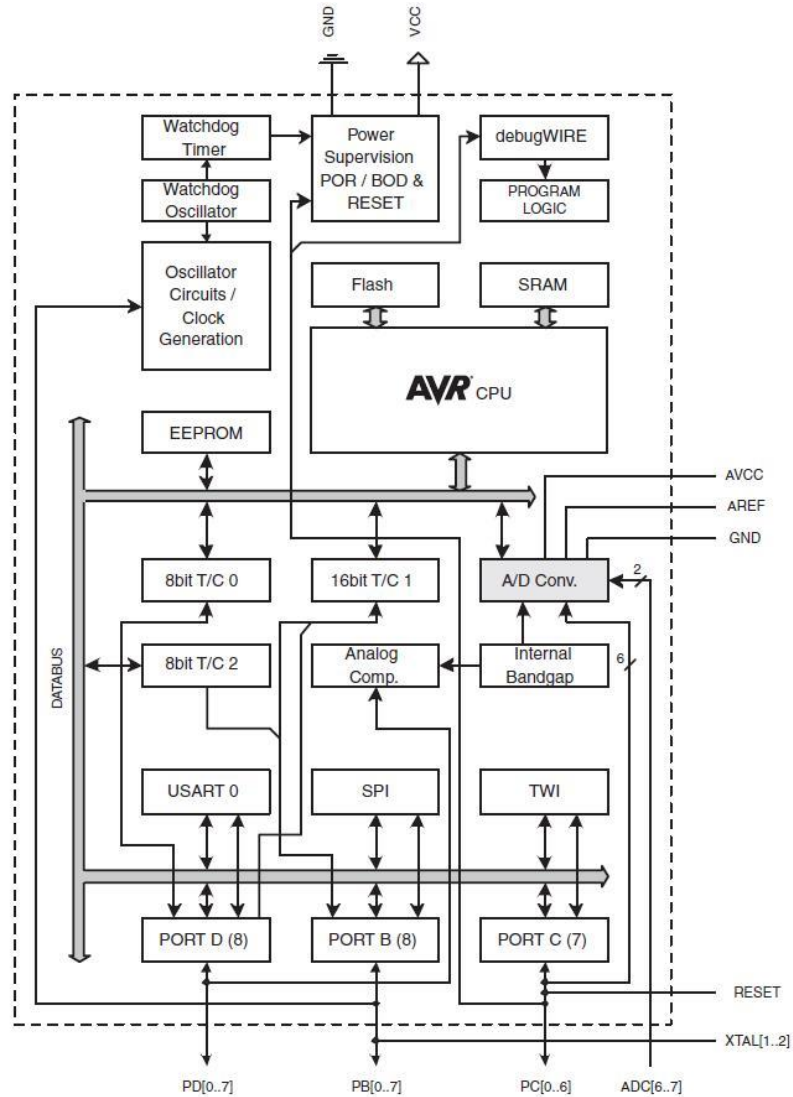 GND
VCC
Watchdog
Timer
Power
Supervision
POR / BOD &
RESET
debugWIRE
Watchdog
Oscillator
PROGRAM
LOGIC
Oscillator
Circuits /
Clock
Generation
Flash
SRAM
AVR® CPU
EEPROM
AVCC
AREF
GND
8bit T/C 0
16bit T/C 1
A/D Conv.
2
DATABUS
8bit T/C 2
Analog
Comp.
Internal
Bandgap
6
USART 0
SPI
TWI
PORT D (8)
PORT B (8)
PORT C (7)
RESET
XTAL[1..2]
PD[0..7]
PB[0..7]
PC[0..6]
ADC[6..7]